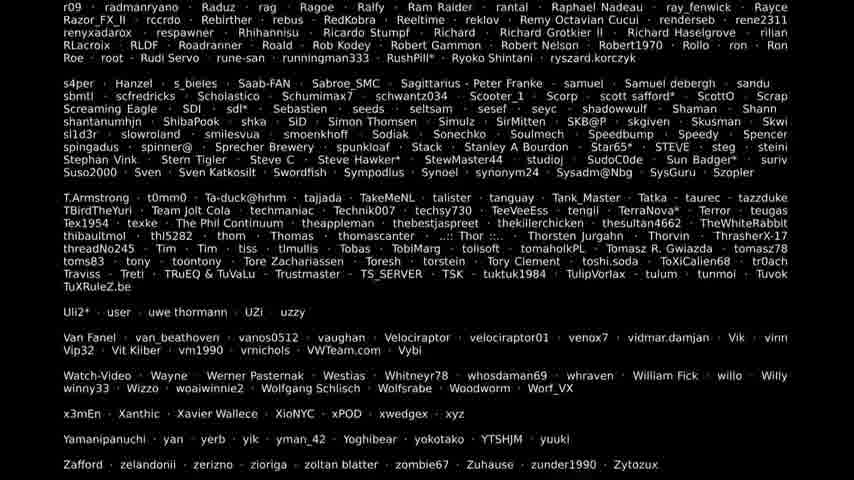 r09 · radmanryano · Raduz · rag · Ragoe · Ralfy · Ram Raider · rantal · Raphael Nadeau · ray_fenwick · Rayce
Razor_FX_II · rccrdo · Rebirther · rebus · RedKobra · Reeltime · reklov · Remy Octavian Cucui · renderseb · rene2311
renyxadarox · respawner · Rhihannisu · Ricardo Stumpf · Richard · Richard Grotkier II · Richard Haselgrove · rilian
RLacroix · RLDF · Roadranner · Roald · Rob Kodey · Robert Gammon · Robert Nelson · Robert1970 · Rollo · ron · Ron
Roe · root · Rudi Servo · rune-san · runningman333 · RushPill* · Ryoko Shintani · ryszard.korczyk
s4per · Hanzel · s_bieles · Saab-FAN · Sabroe_SMC · Sagittarius - Peter Franke · samuel · Samuel debergh · sandu
sbmtl · scfredricks · Scholastico · Schumimax7 · schwantz034 · Scooter_1 · Scorp · scott safford* · ScottO · Scrap
Screaming Eagle · SDI · sdl* · Sebastien · seeds · seltsam · sesef · seyc · shadowwulf · Shaman · Shann
shantanumhjn · ShibaPook · shka · SiD · Simon Thomsen · Simulz · SirMitten · SKB@P · skgiven · Skusman · Skwi
sl1d3r · slowroland · smilesvua · smoenkhoff · Sodiak · Sonechko · Soulmech · Speedbump · Speedy · Spencer
spingadus · spinner@ · Sprecher Brewery · spunkloaf · Stack · Stanley A Bourdon · Star65* · STE\/E · steg · steini
Stephan Vink · Stern Tigler · Steve C · Steve Hawker* · StewMaster44 · studioj · SudoC0de · Sun Badger* · suriv
Suso2000 · Sven · Sven Katkosilt · Swordfish · Sympodius · Synoel · synonym24 · Sysadm@Nbg · SysGuru · Szopler
T.Armstrong · t0mm0 · Ta-duck@hrhm · tajjada · TakeMeNL · talister · tanguay · Tank_Master · Tatka · taurec · tazzduke
TBirdTheYuri · Team Jolt Cola · techmaniac · Technik007 · techsy730 · TeeVeeEss · tengil · TerraNova* · Terror · teugas
Tex1954 · texke · The Phil Continuum · theappleman · thebestjaspreet · thekillerchicken · thesultan4662 · TheWhiteRabbit
thibaultmol · thl5282 · thom · Thomas · thomascanter · ..:: Thor ::.. · Thorsten Jurgahn · Thorvin · ThrasherX-17
threadNo245 · Tim · Tim · tiss · tlmullis · Tobas · TobiMarg · tolisoft · tomaholkPL · Tomasz R. Gwiazda · tomasz78
toms83 · tony · toontony · Tore Zachariassen · Toresh · torstein · Tory Clement · toshi.soda · ToXiCalien68 · tr0ach
Traviss · Treti · TRuEQ & TuVaLu · Trustmaster · TS_SERVER · TSK · tuktuk1984 · TulipVorlax · tulum · tunmoi · Tuvok
TuXRuleZ.be
Uli2* · user · uwe thormann · UZi · uzzy
Van Fanel · van_beathoven · vanos0512 · vaughan · Velociraptor · velociraptor01 · venox7 · vidmar.damjan · Vik · vinn
Vip32 · Vit Kliber · vm1990 · vmichols · VWTeam.com · Vybi
Watch-Video · Wayne · Werner Pasternak · Westias · Whitneyr78 · whosdaman69 · whraven · William Fick · willo · Willy
winny33 · Wizzo · woaiwinnie2 · Wolfgang Schlisch · Wolfsrabe · Woodworm · Worf_VX
x3mEn · Xanthic · Xavier Wallece · XioNYC · xPOD · xwedgex · xyz
Yamanipanuchi · yan · yerb · yik · yman_42 · Yoghibear · yokotako · YTSHJM · yuuki
Zafford · zelandonii · zerizno · zioriga · zoltan blatter · zombie67 · Zuhause · zunder1990 · Zytozux